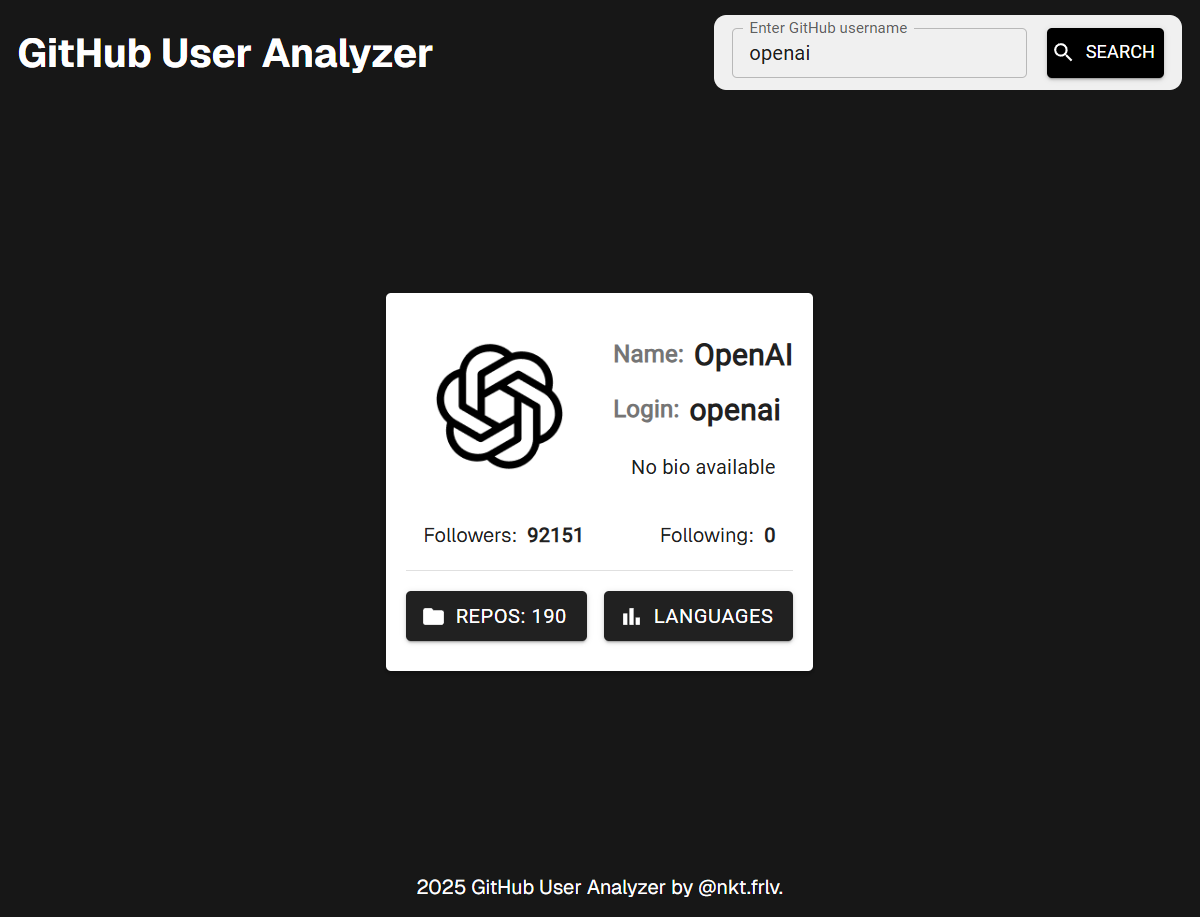 GitHub User Analyzer
Enter GitHub username
openai
SEARCH
Name: OpenAI
Login: openai
No bio available
Followers: 92151 Following: 0
REPOS: 190 LANGUAGES
2025 GitHub User Analyzer by @nkt.frlv.